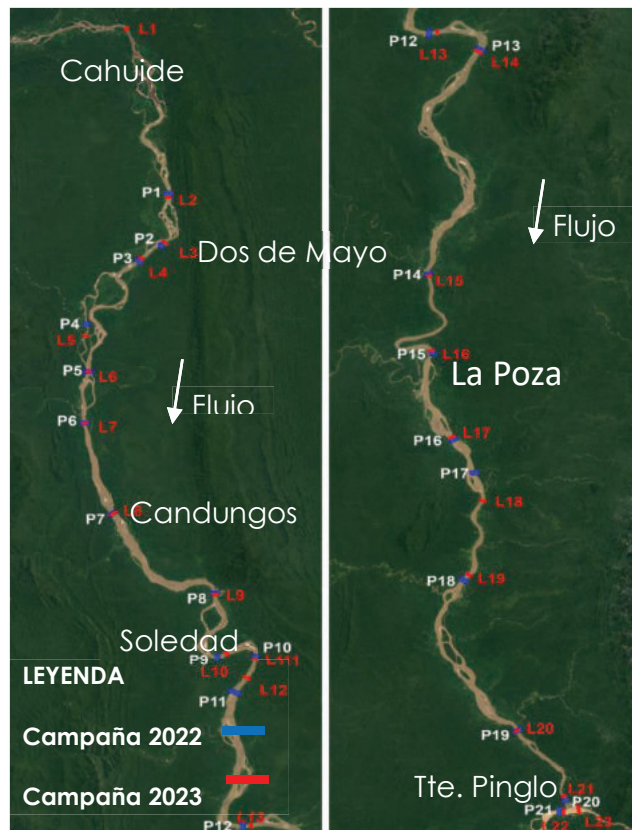 L1
Cahuide
P1
L2
P2
L3
Dos de Mayo
P3
L4
P4
L5
P5
L6
Flujo
P6
L7
P7
L8
Candungos
P8
L9
Soledad
P10
P9
L10
L111
LEYENDA
L12
P11
Campaña 2022
Campaña 2023
P12
L13
P12
L13
P13
L14
Flujo
P14
L15
P15
L16
La Poza
P16
L17
P17
L18
P18
L19
P19
L20
Tte. Pinglo
L21
P20
P21
L22
L23